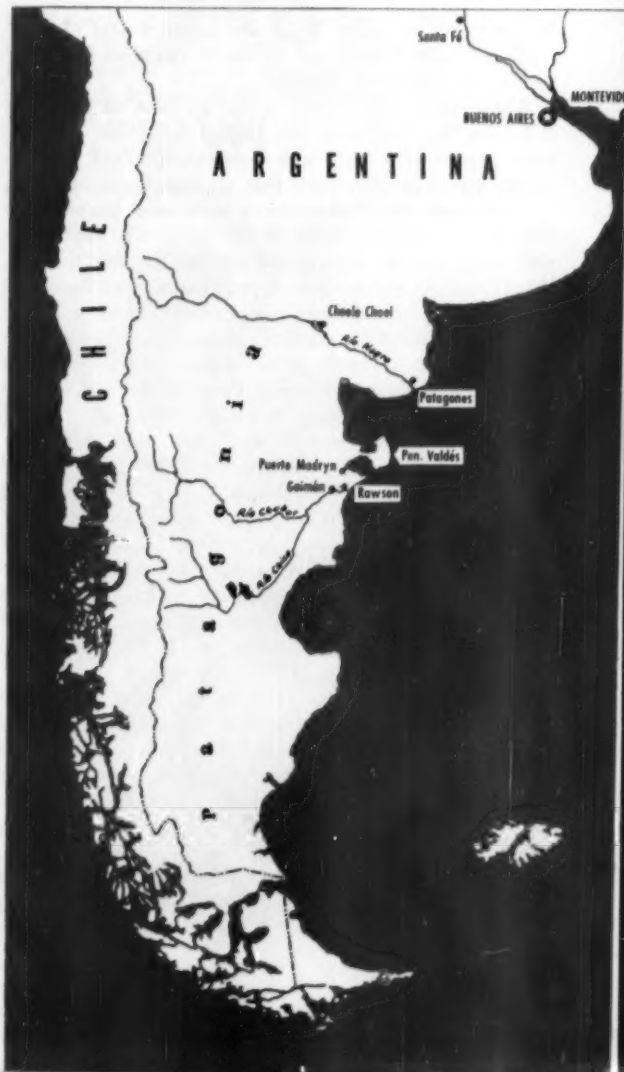 Santa Fé
MONTEVID
BUENOS AIRES
ARGENTINA
CHILE
Choele Choel
Río Negro
Patagones
Pen. Valdés
Puerto Madryn
Gaimán
Rawson
Río Chico
Patagonia